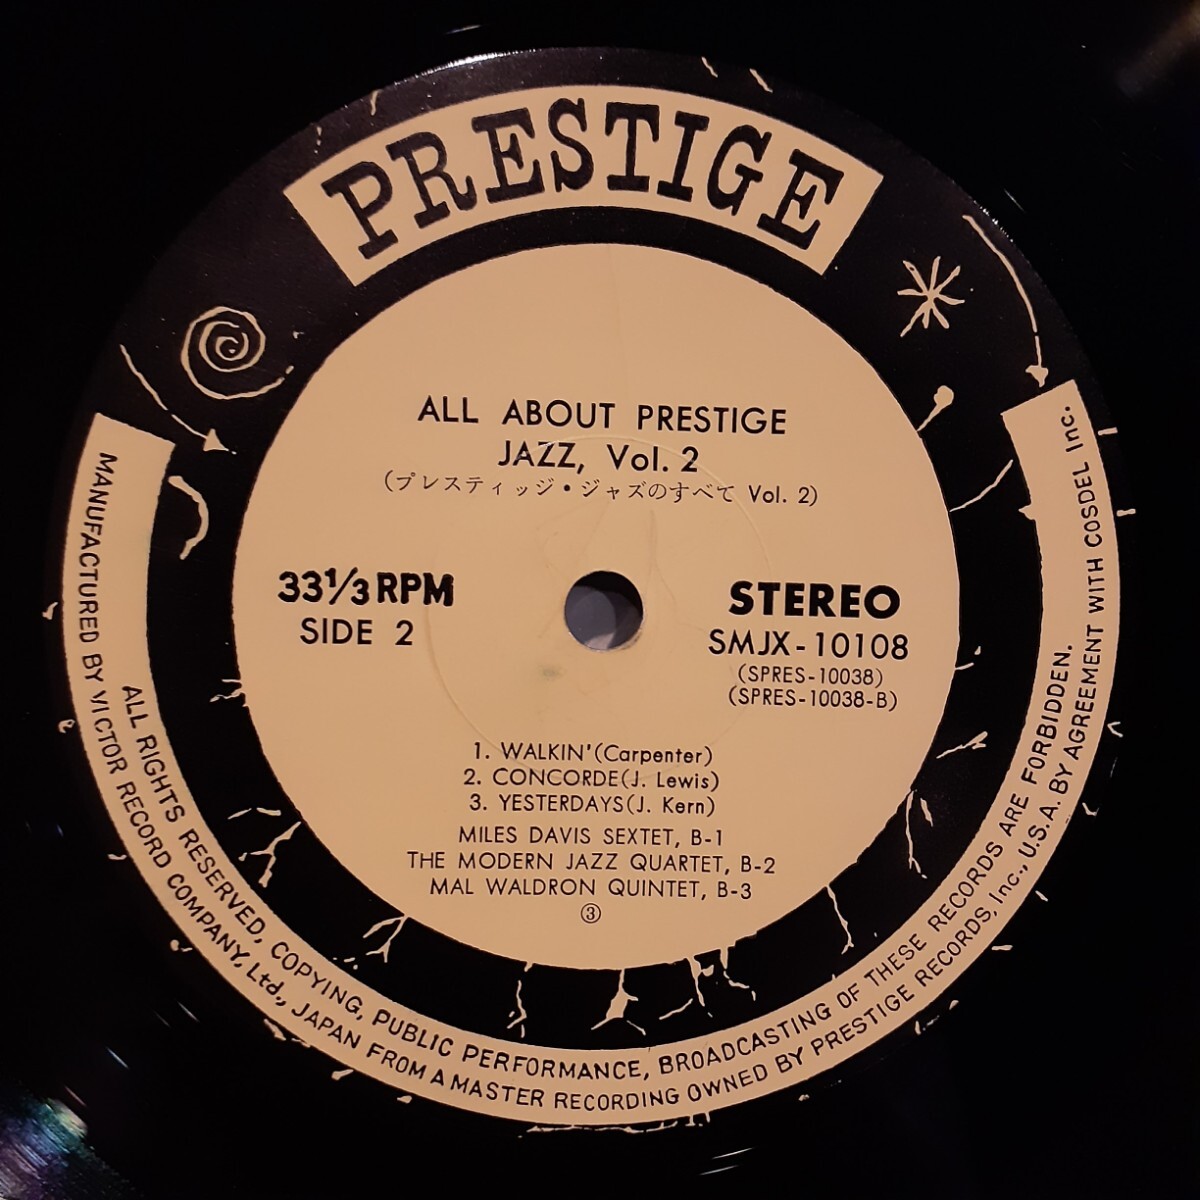 PRESTIGE
ALL ABOUT PRESTIGE
JAZZ, Vol. 2
(プレスティッジ・ジャズのすべて Vol. 2)
33⅓ RPM
SIDE 2
STEREO
SMJX-10108
(SPRES-10038)
(SPRES-10038-B)
1. WALKIN'(Carpenter)
2. CONCORDE(J. Lewis)
3. YESTERDAYS(J. Kern)
MILES DAVIS SEXTET, B-1
THE MODERN JAZZ QUARTET, B-2
MAL WALDRON QUINTET, B-3
③
ALL RIGHTS RESERVED, COPYING, PUBLIC PERFORMANCE, BROADCASTING OF THESE RECORDS ARE FORBIDDEN.
MANUFACTURED BY VICTOR RECORD COMPANY, Ltd., JAPAN FROM A MASTER RECORDING OWNED BY PRESTIGE RECORDS, Inc., U.S.A. BY AGREEMENT WITH COSDEL Inc.